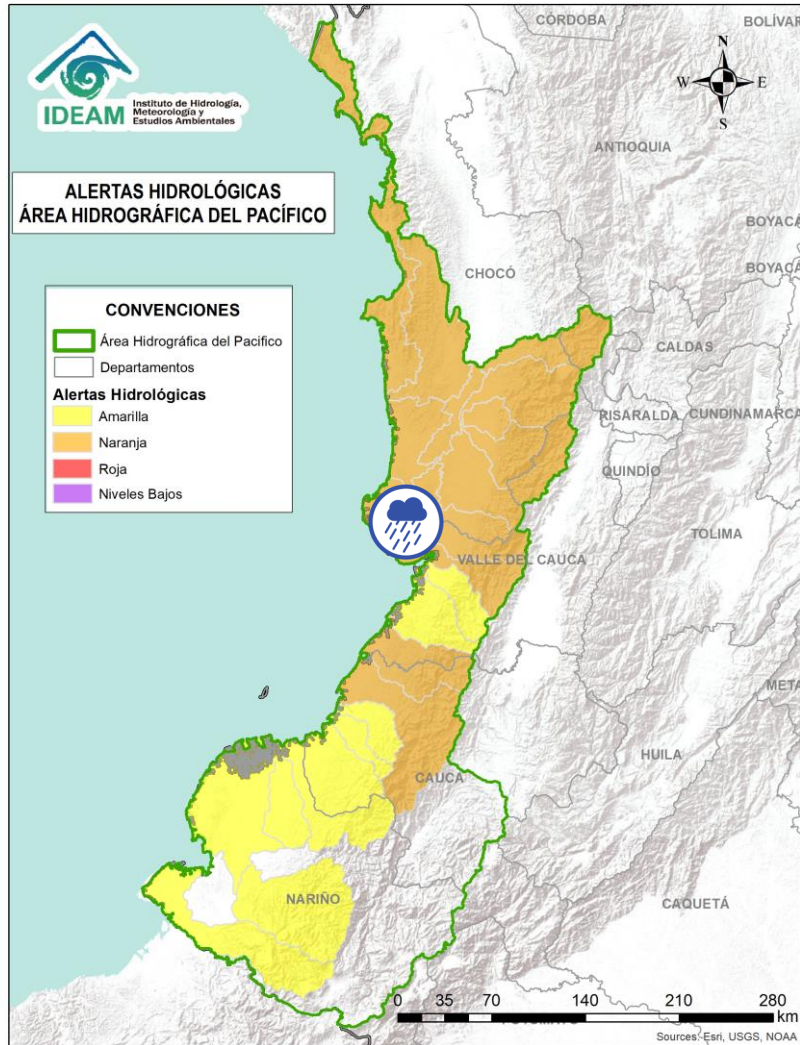 IDEAM
Instituto de Hidrología,
Meteorología y
Estudios Ambientales
ALERTAS HIDROLÓGICAS
ÁREA HIDROGRÁFICA DEL PACÍFICO
CONVENCIONES
Área Hidrográfica del Pacifico
Departamentos
Alertas Hidrológicas
Amarilla
Naranja
Roja
Niveles Bajos
CÓRDOBA
BOLÍVAR
N
W E
S
ANTIOQUIA
BOYACÁ
CHOCÓ
BOYACÁ
CALDAS
RISARALDA
CUNDINAMARCA
QUINDÍO
TOLIMA
VALLE DEL CAUCA
META
HUILA
CAUCA
NARIÑO
CAQUETÁ
0 35 70 140 210 280
km
Sources: Esri, USGS, NOAA